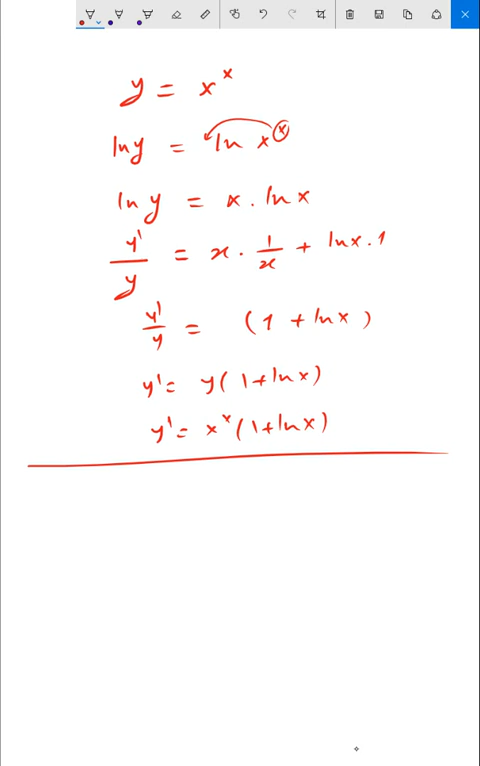 y = x^x
ln y = ln x^x
ln y = x . ln x
y'/y = x . 1/x + ln x . 1
y'/y = (1 + ln x)
y' = y(1 + ln x)
y' = x^x(1 + ln x)